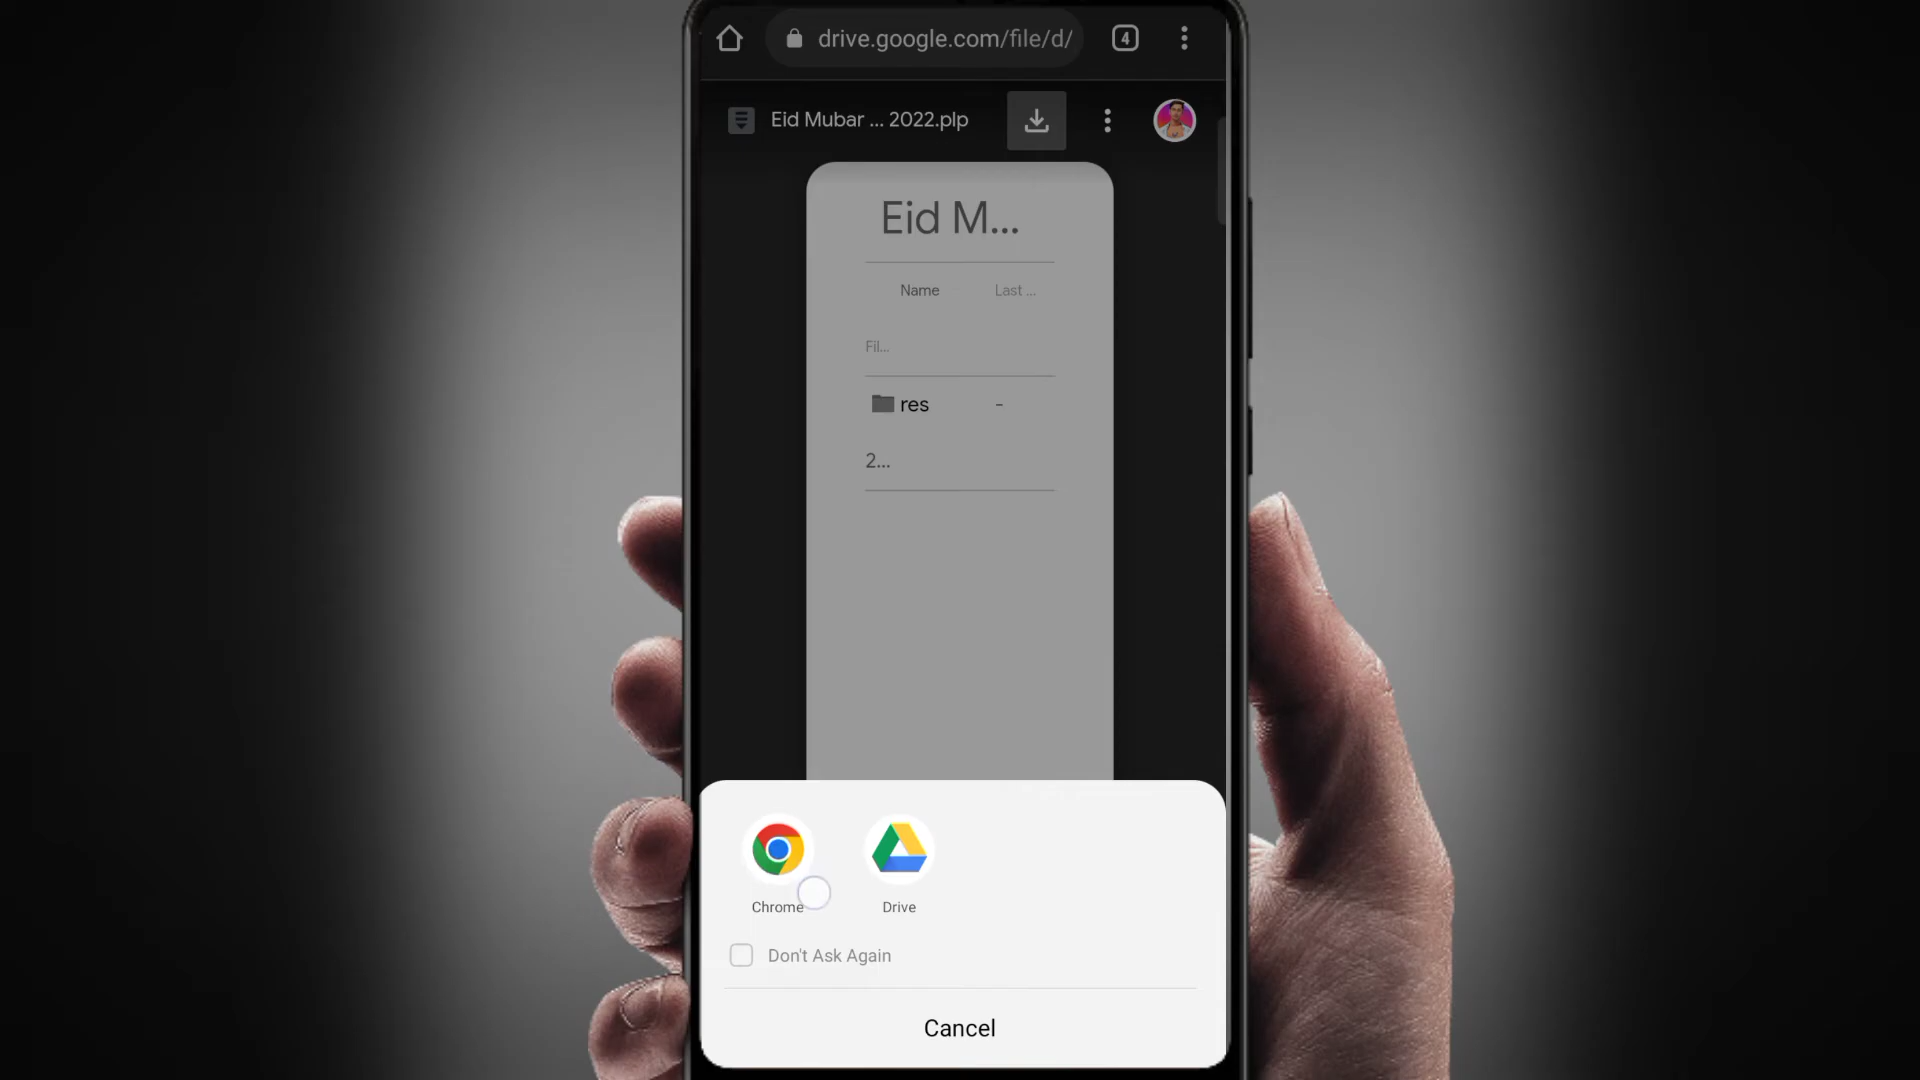 drive.google.com/file/d/
4
Eid Mubar ... 2022.plp
Eid M...
Name
Last ...
Fil...
res
-
2...
Chrome
Drive
Don't Ask Again
Cancel